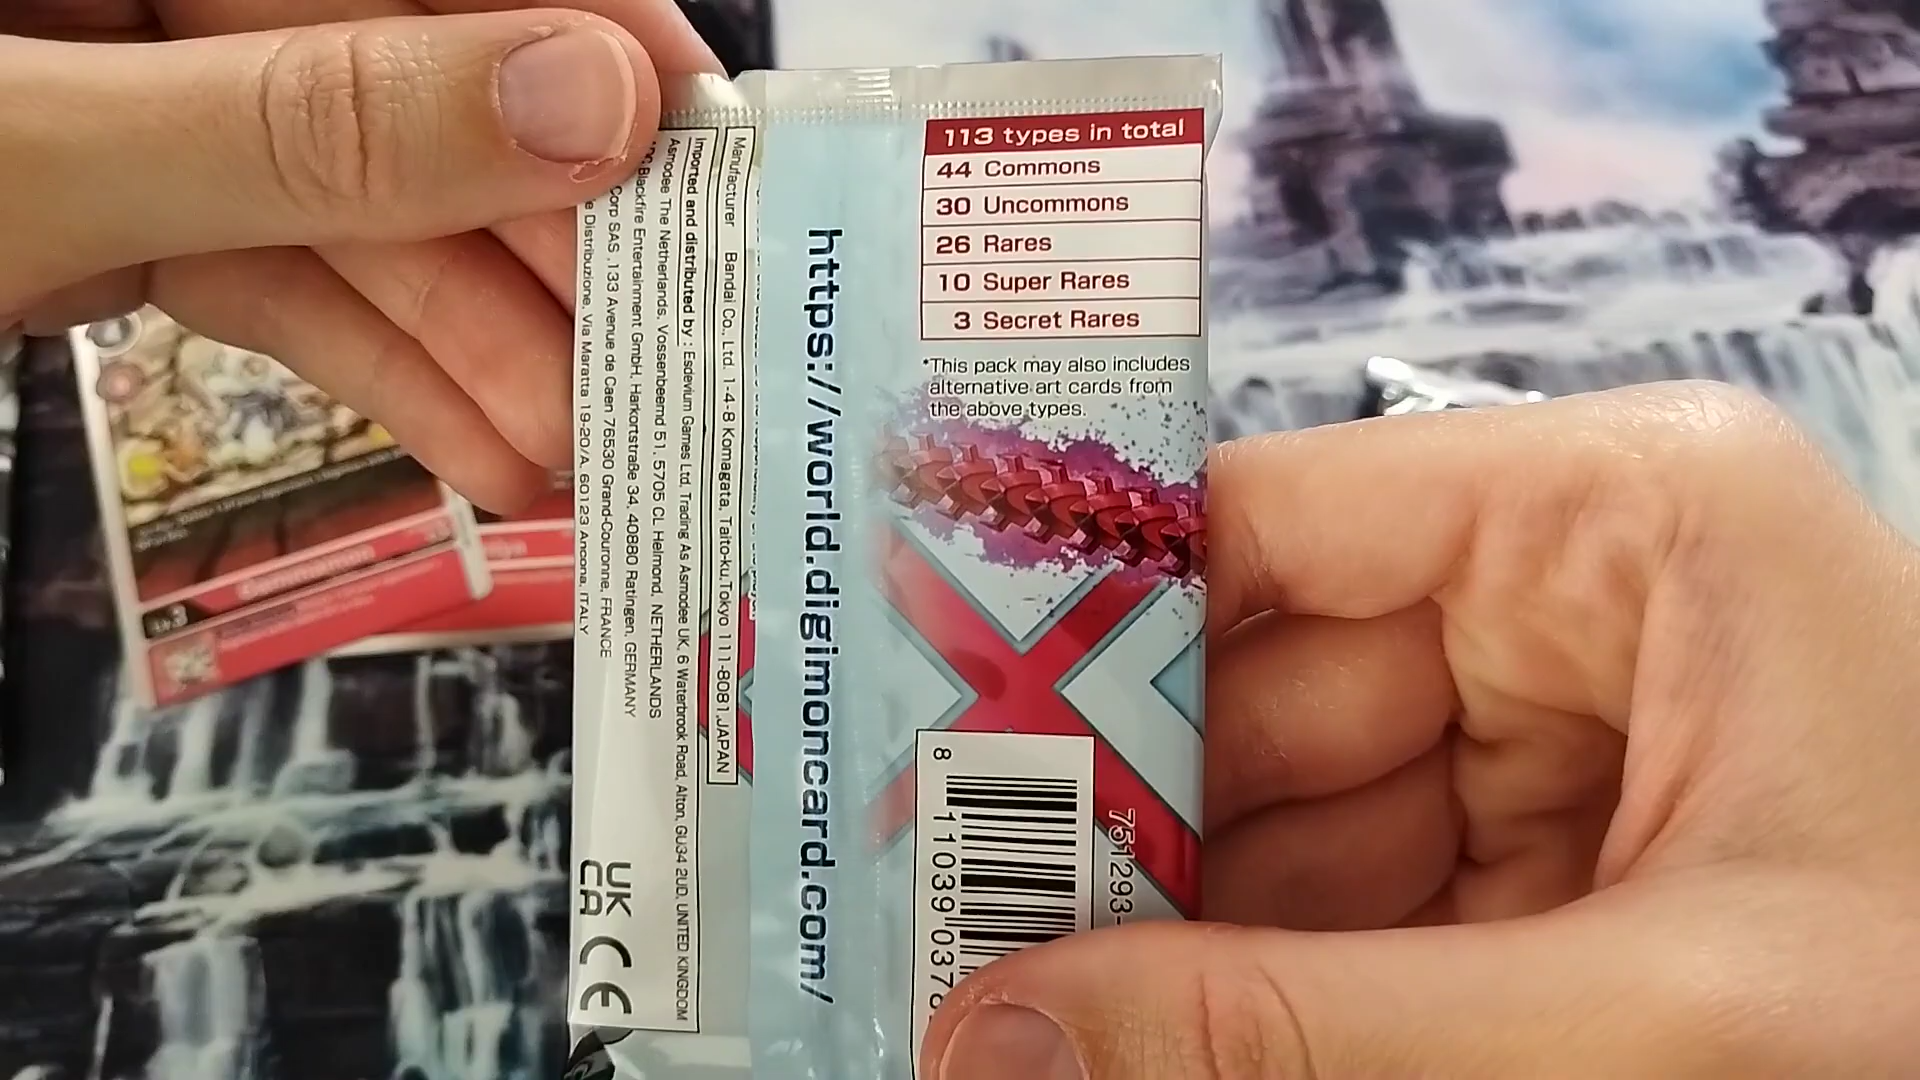 113 types in total
44 Commons
30 Uncommons
26 Rares
10 Super Rares
3 Secret Rares
*This pack may also includes
alternative art cards from
the above types.
https://world.digimoncard.com/
Manufacturer Bandai Co., Ltd. 1-4-8 Komagata, Taito-ku,Tokyo 111-8081,JAPAN
Imported and distributed by : Esdevium Games Ltd, Trading As Asmodee UK, 6 Waterbrook Road, Alton, GU34 2UD, UNITED KINGDOM
Asmodee The Netherlands, Vossenbeemd 51, 5705 CL Helmond, NETHERLANDS
Blackfire Entertainment GmbH, Harkortstraße 34, 40880 Ratingen, GERMANY
Corp SAS ,133 Avenue de Caen 76530 Grand-Couronne, FRANCE
Distribuzione, Via Maratta 19-20/A, 60123 Ancona, ITALY
UK
CA
CE
8 11039 037
751293-
Lv.3